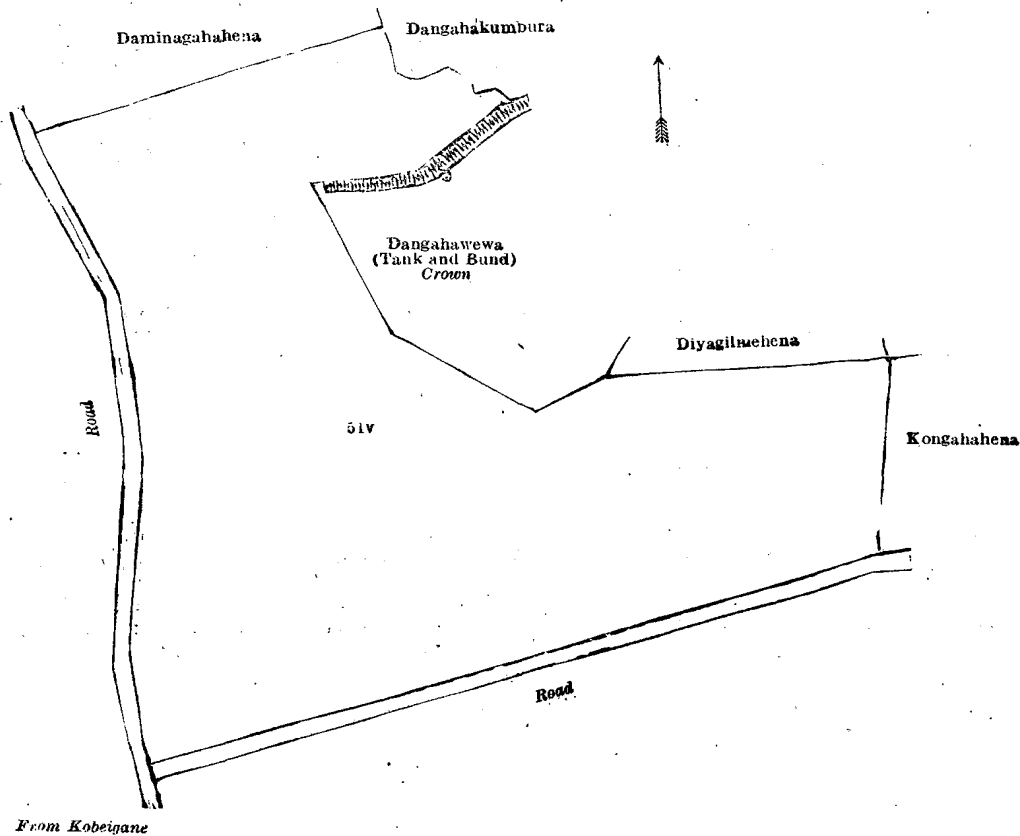 Daminagahahena
Dangahakumbura
Dangahawewa
(Tank and Bund)
Crown
Diyagilmehena
Road
51V
Kongahahena
Road
From Kobeigane